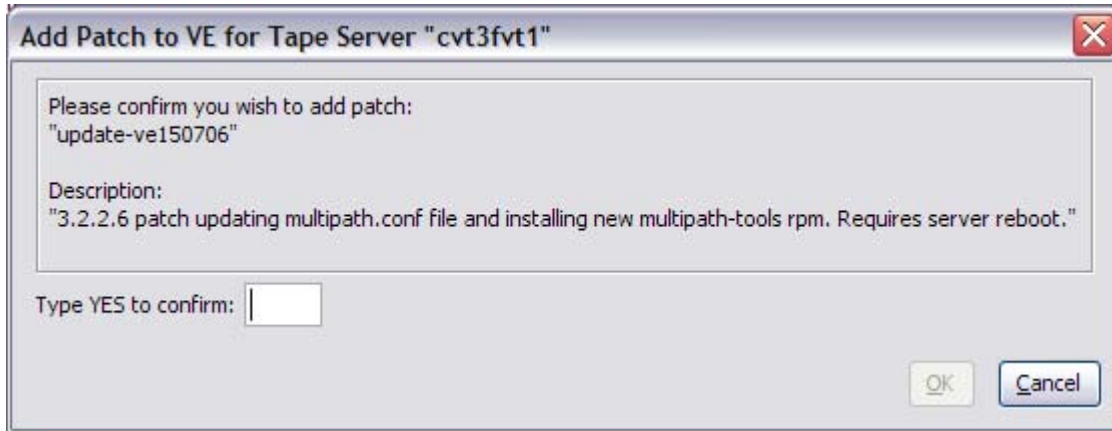 Add Patch to VE for Tape Server "cvt3fvt1"
Please confirm you wish to add patch:
"update-ve150706"
Description:
"3.2.2.6 patch updating multipath.conf file and installing new multipath-tools rpm. Requires server reboot."
Type YES to confirm:
OK
Cancel